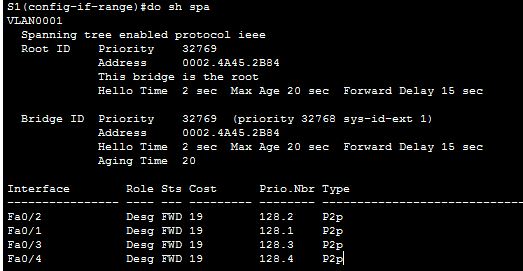 S1(config-if-range)#do sh spa
VLAN0001
  Spanning tree enabled protocol ieee
  Root ID    Priority    32769
             Address     0002.4A45.2B84
             This bridge is the root
             Hello Time  2 sec  Max Age 20 sec  Forward Delay 15 sec

  Bridge ID  Priority    32769  (priority 32768 sys-id-ext 1)
             Address     0002.4A45.2B84
             Hello Time  2 sec  Max Age 20 sec  Forward Delay 15 sec
             Aging Time  20

Interface        Role Sts Cost      Prio.Nbr Type
---------------- ---- --- --------- -------- --------------------------------
Fa0/2            Desg FWD 19        128.2    P2p
Fa0/1            Desg FWD 19        128.1    P2p
Fa0/3            Desg FWD 19        128.3    P2p
Fa0/4            Desg FWD 19        128.4    P2p